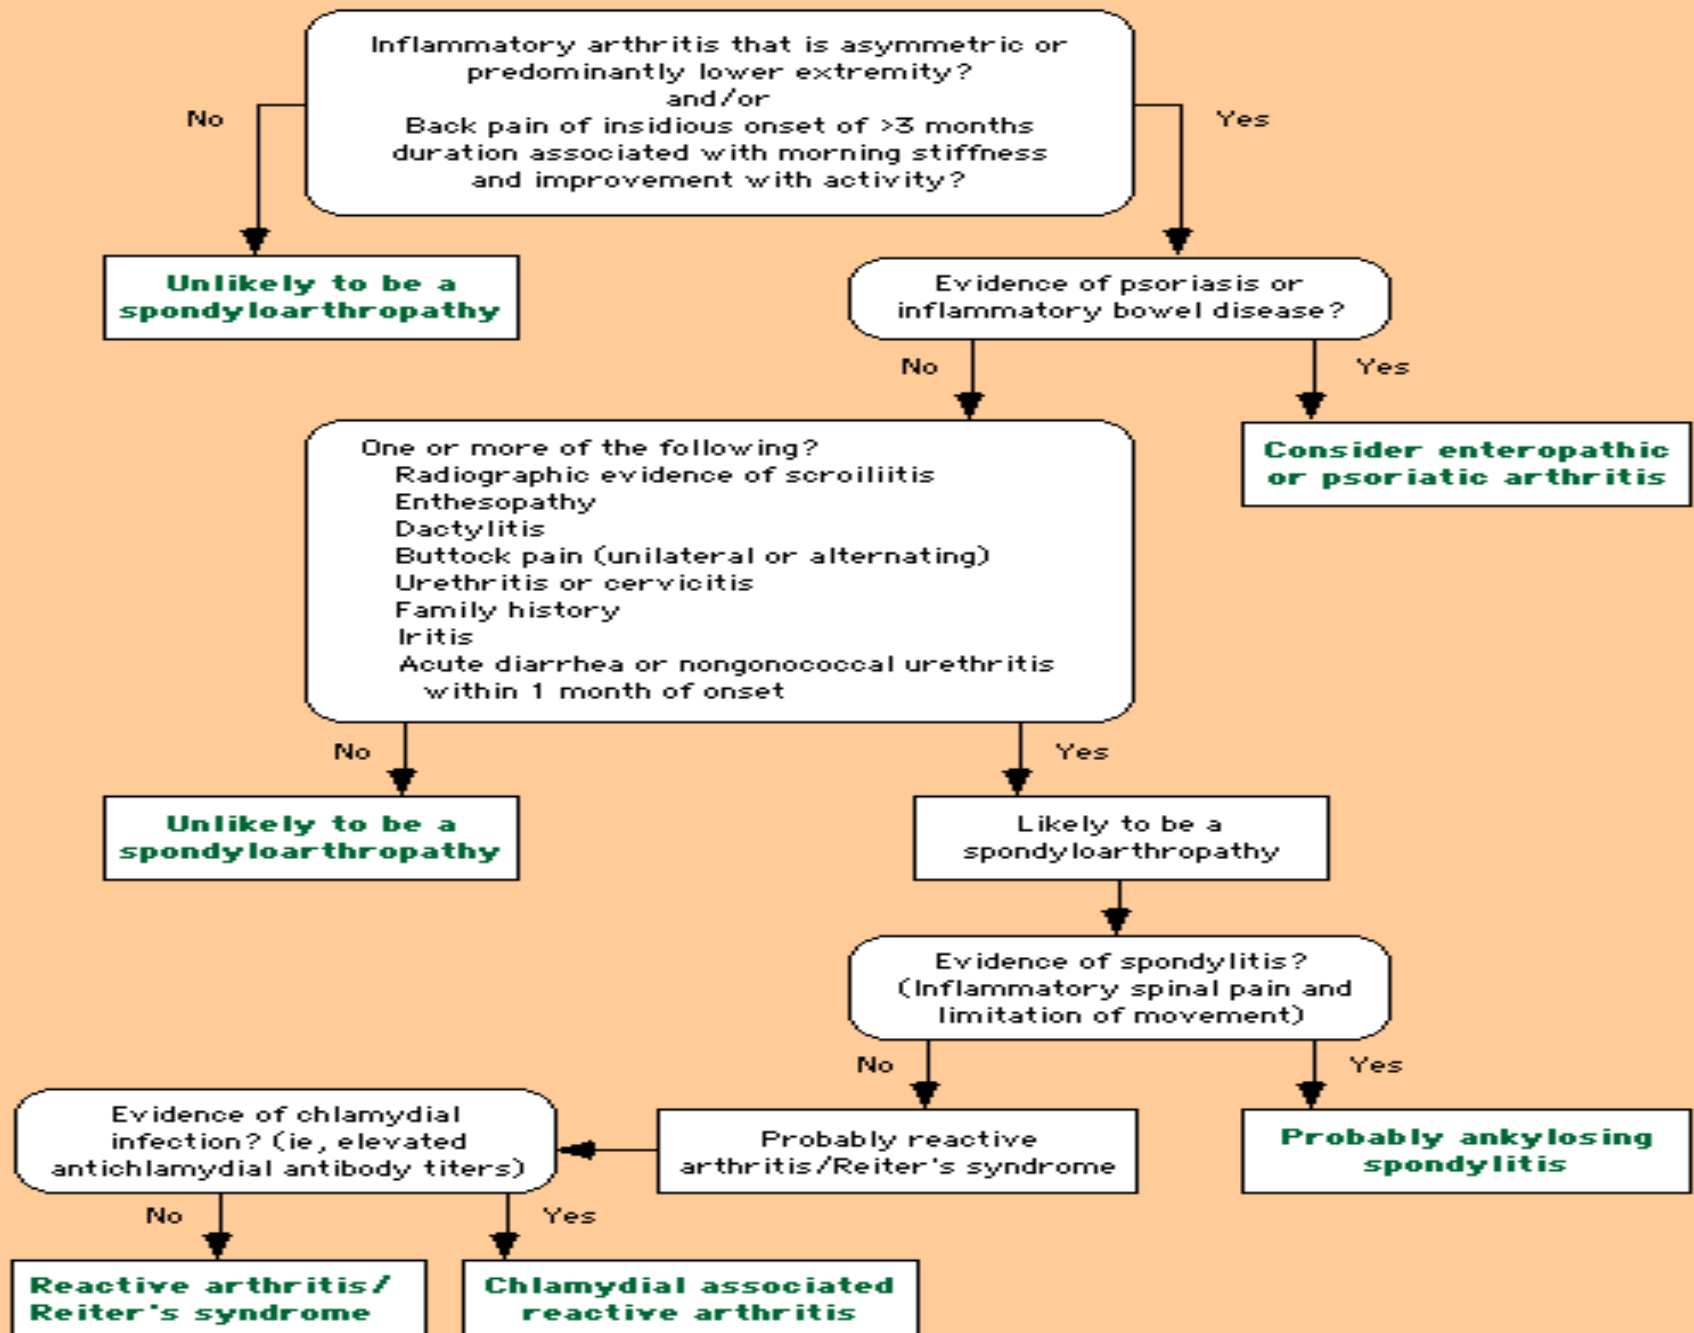 Inflammatory arthritis that is asymmetric or
predominantly lower extremity?
and/or
Back pain of insidious onset of >3 months
duration associated with morning stiffness
and improvement with activity?
No
Yes
Unlikely to be a
spondyloarthropathy
Evidence of psoriasis or
inflammatory bowel disease?
No
Yes
One or more of the following?
Radiographic evidence of scroiliitis
Enthesopathy
Dactylitis
Buttock pain (unilateral or alternating)
Urethritis or cervicitis
Family history
Iritis
Acute diarrhea or nongonococcal urethritis
within 1 month of onset
Consider enteropathic
or psoriatic arthritis
No
Yes
Unlikely to be a
spondyloarthropathy
Likely to be a
spondyloarthropathy
Evidence of spondylitis?
(Inflammatory spinal pain and
limitation of movement)
No
Yes
Evidence of chlamydial
infection? (ie, elevated
antichlamydial antibody titers)
Probably reactive
arthritis/Reiter's syndrome
Probably ankylosing
spondylitis
No
Yes
Reactive arthritis/
Reiter's syndrome
Chlamydial associated
reactive arthritis